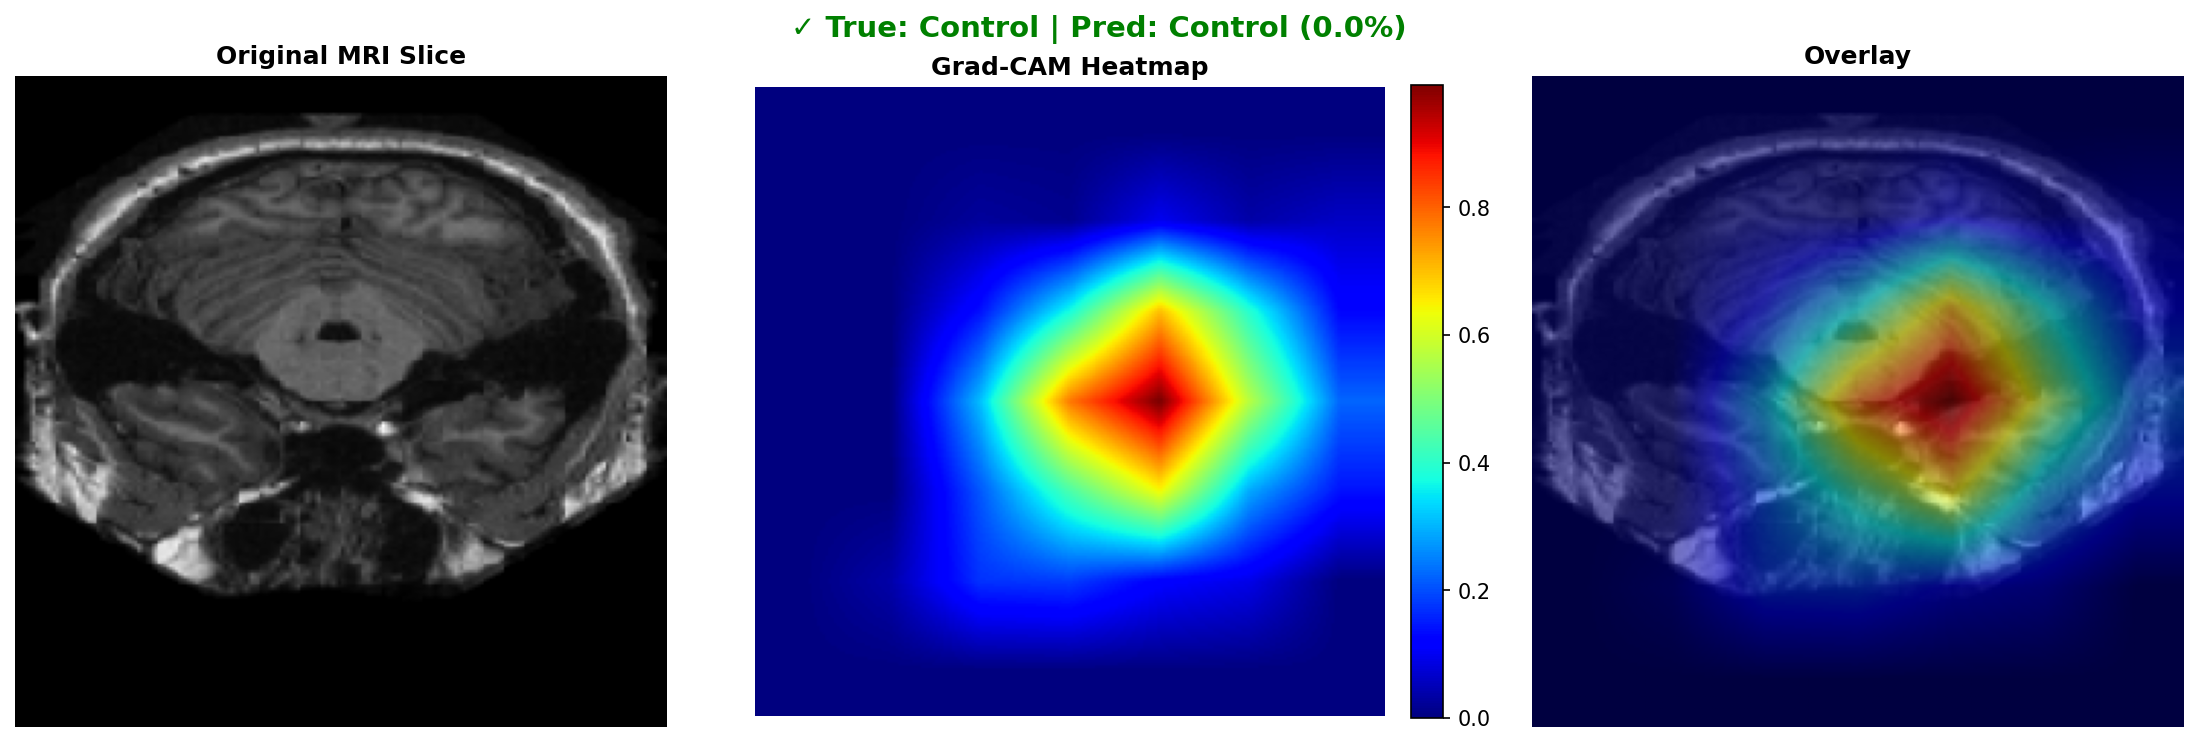 ✓ True: Control | Pred: Control (0.0%)
Original MRI Slice
Grad-CAM Heatmap
Overlay
0.8
0.6
0.4
0.2
0.0